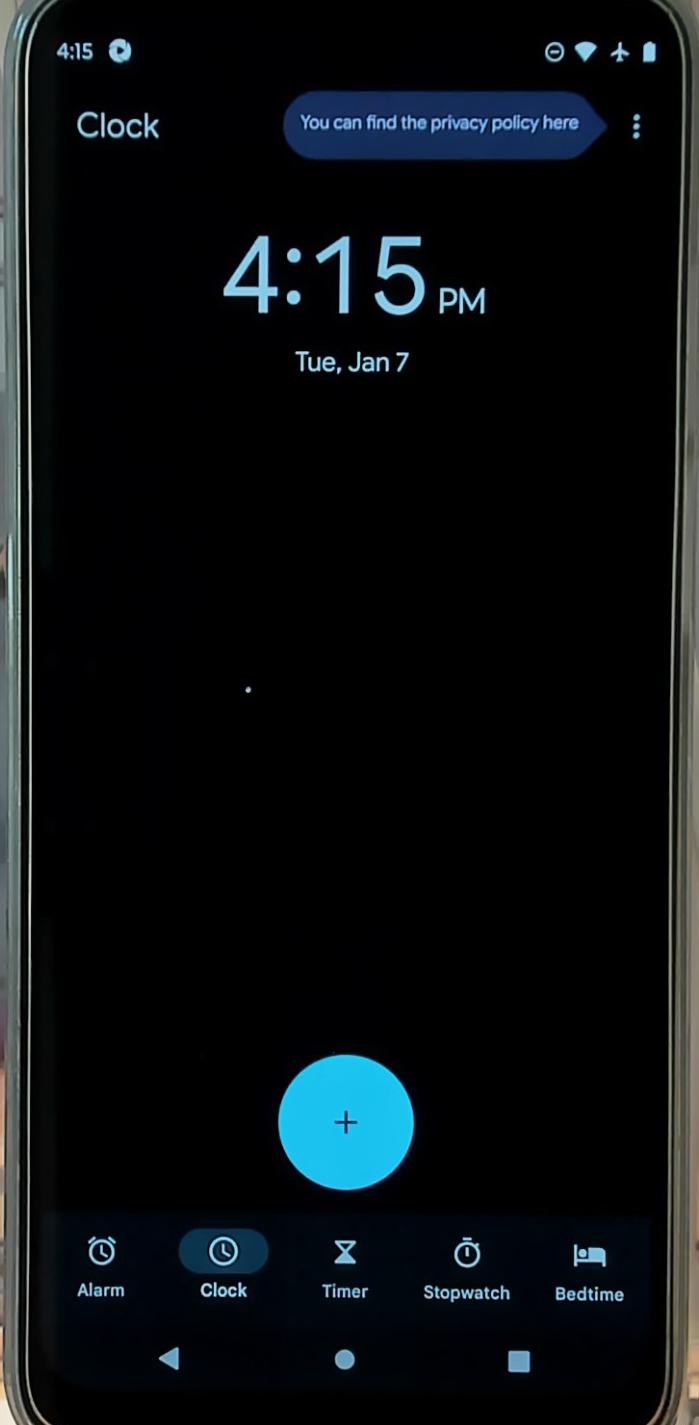 4:15
Clock
You can find the privacy policy here
4:15 PM
Tue, Jan 7
Alarm
Clock
Timer
Stopwatch
Bedtime